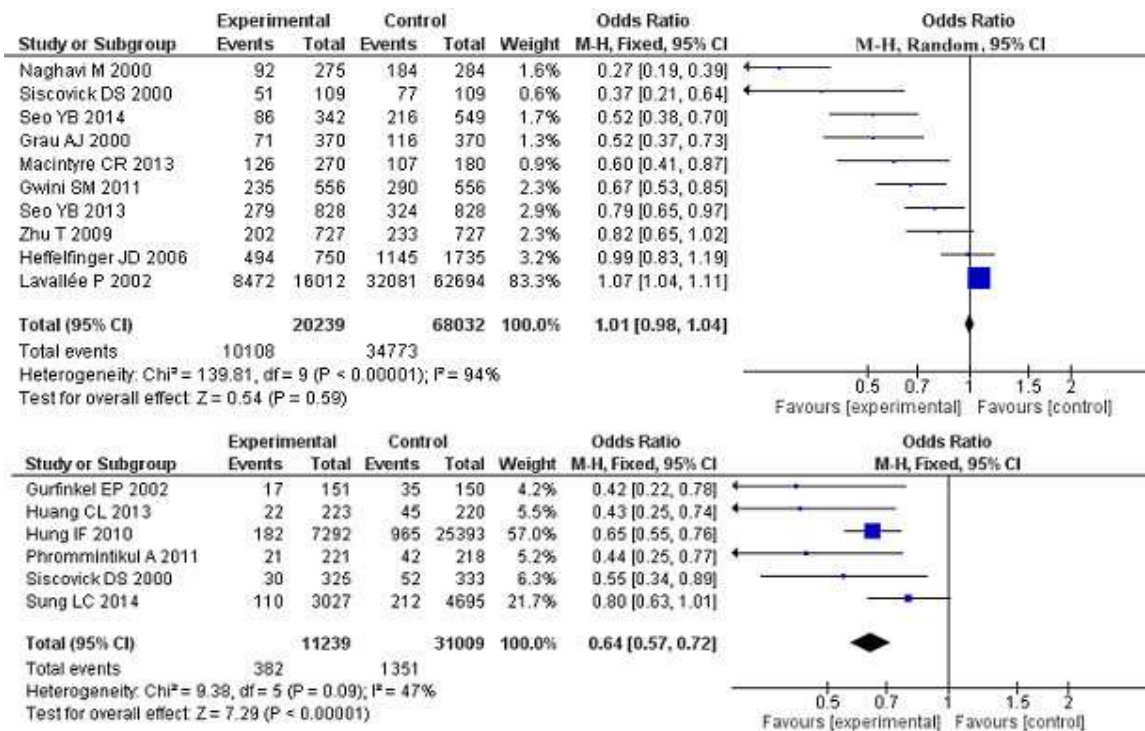 Experimental Control Odds Ratio Odds Ratio
Study or Subgroup Events Total Events Total Weight M-H, Fixed, 95% CI M-H, Random, 95% CI
Naghavi M 2000 92 275 184 284 1.6% 0.27 [0.19, 0.39]
Siscovick DS 2000 51 109 77 109 0.6% 0.37 [0.21, 0.64]
Seo YB 2014 86 342 216 549 1.7% 0.52 [0.38, 0.70]
Grau AJ 2000 71 370 116 370 1.4% 0.52 [0.37, 0.73]
Macintyre CR 2013 126 270 107 180 0.9% 0.60 [0.41, 0.87]
Gwini SM 2011 235 556 290 556 2.3% 0.67 [0.53, 0.85]
Seo YB 2013 279 828 324 828 2.9% 0.79 [0.65, 0.97]
Zhu T 2009 202 727 233 727 2.3% 0.82 [0.65, 1.02]
Heffelfinger JD 2006 494 750 1145 1735 3.2% 0.99 [0.83, 1.19]
Lavallée P 2002 8472 16012 32081 62694 83.3% 1.07 [1.04, 1.11]
Total (95% CI) 20239 68032 100.0% 1.01 [0.98, 1.04]
Total events 10108 34773
Heterogeneity: Chi² = 139.81, df = 9 (P < 0.00001); I² = 94%
Test for overall effect: Z = 0.54 (P = 0.59)
0.5 0.7 1 1.5 2
Favours [experimental] Favours [control]
Experimental Control Odds Ratio Odds Ratio
Study or Subgroup Events Total Events Total Weight M-H, Fixed, 95% CI M-H, Fixed, 95% CI
Gurfinkel EP 2002 17 151 35 150 4.2% 0.42 [0.22, 0.78]
Huang CL 2013 22 223 45 220 5.5% 0.43 [0.25, 0.74]
Hung IF 2010 182 7292 965 25393 57.0% 0.65 [0.55, 0.76]
Phrommintikul A 2011 21 221 42 218 5.2% 0.44 [0.25, 0.77]
Siscovick DS 2000 30 325 52 333 6.3% 0.55 [0.34, 0.89]
Sung LC 2014 110 3027 212 4695 21.7% 0.80 [0.63, 1.01]
Total (95% CI) 11239 31009 100.0% 0.64 [0.57, 0.72]
Total events 382 1351
Heterogeneity: Chi² = 9.38, df = 5 (P = 0.09); I² = 47%
Test for overall effect: Z = 7.29 (P < 0.00001)
0.5 0.7 1 1.5 2
Favours [experimental] Favours [control]